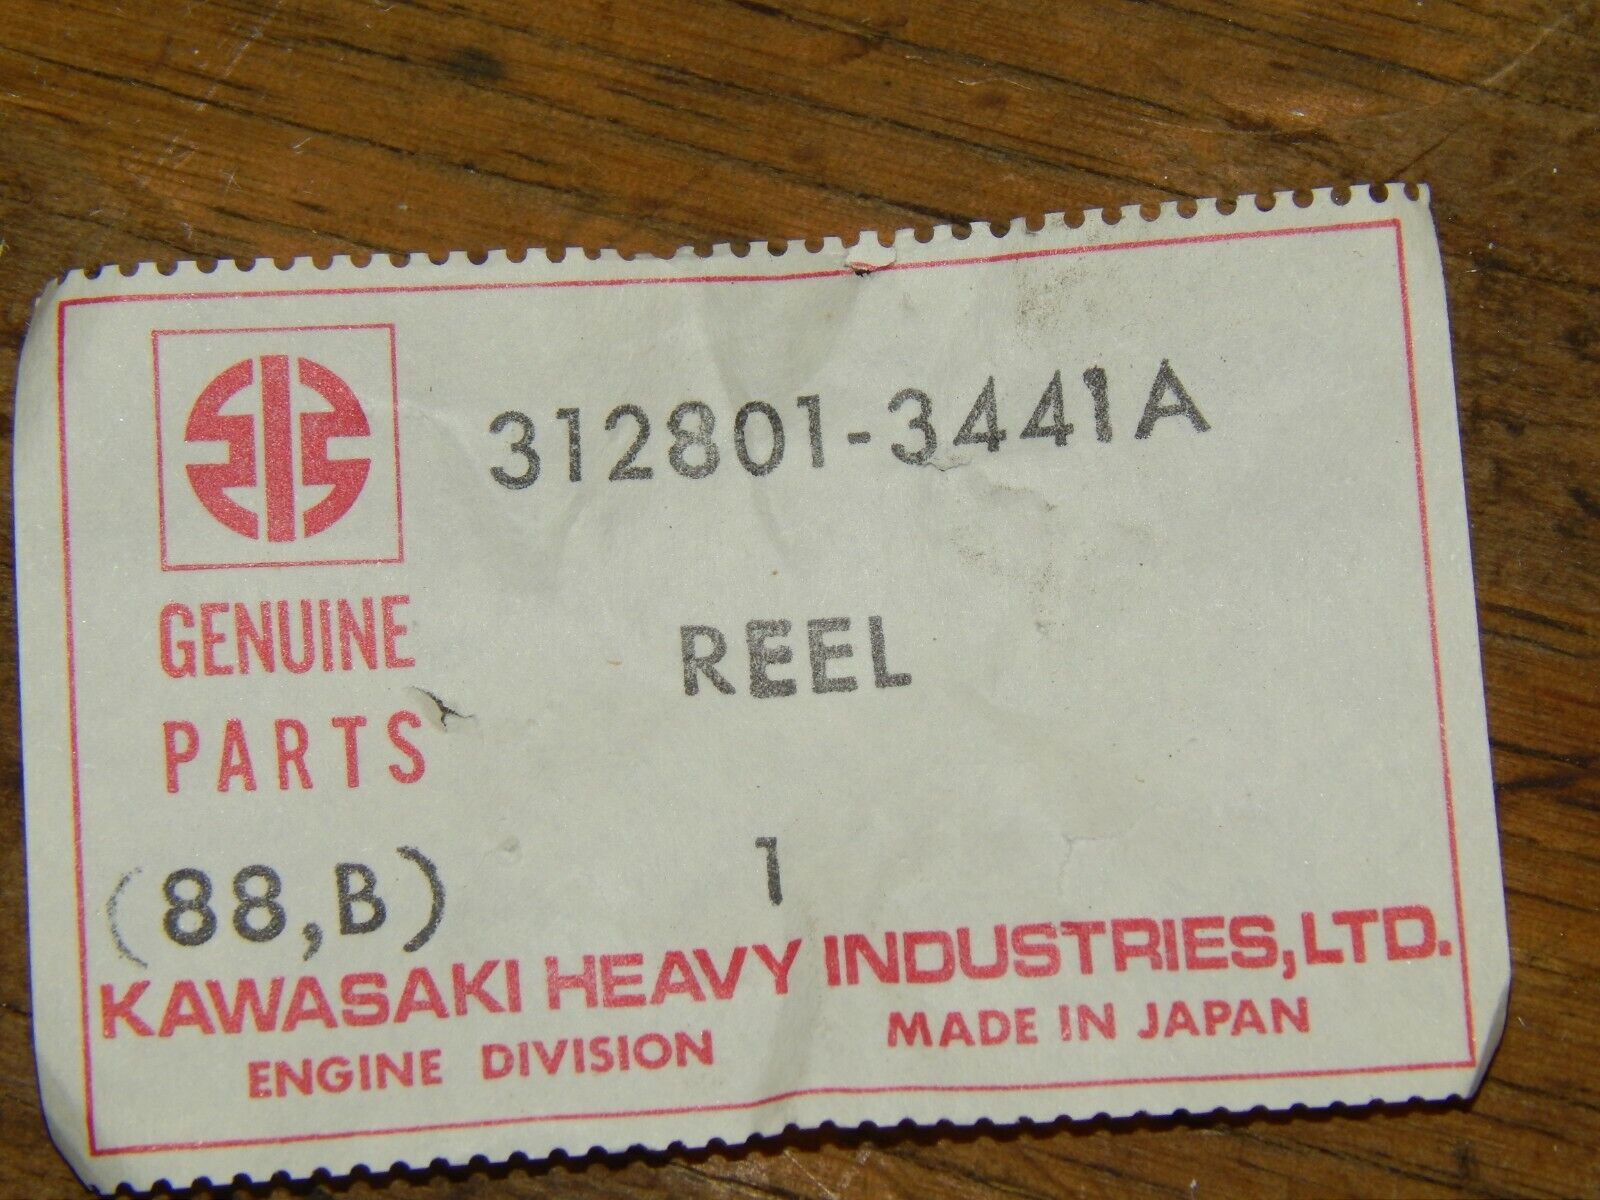 312801-3441A
GENUINE
PARTS
REEL
(88,B)
1
KAWASAKI HEAVY INDUSTRIES,LTD.
ENGINE DIVISION MADE IN JAPAN